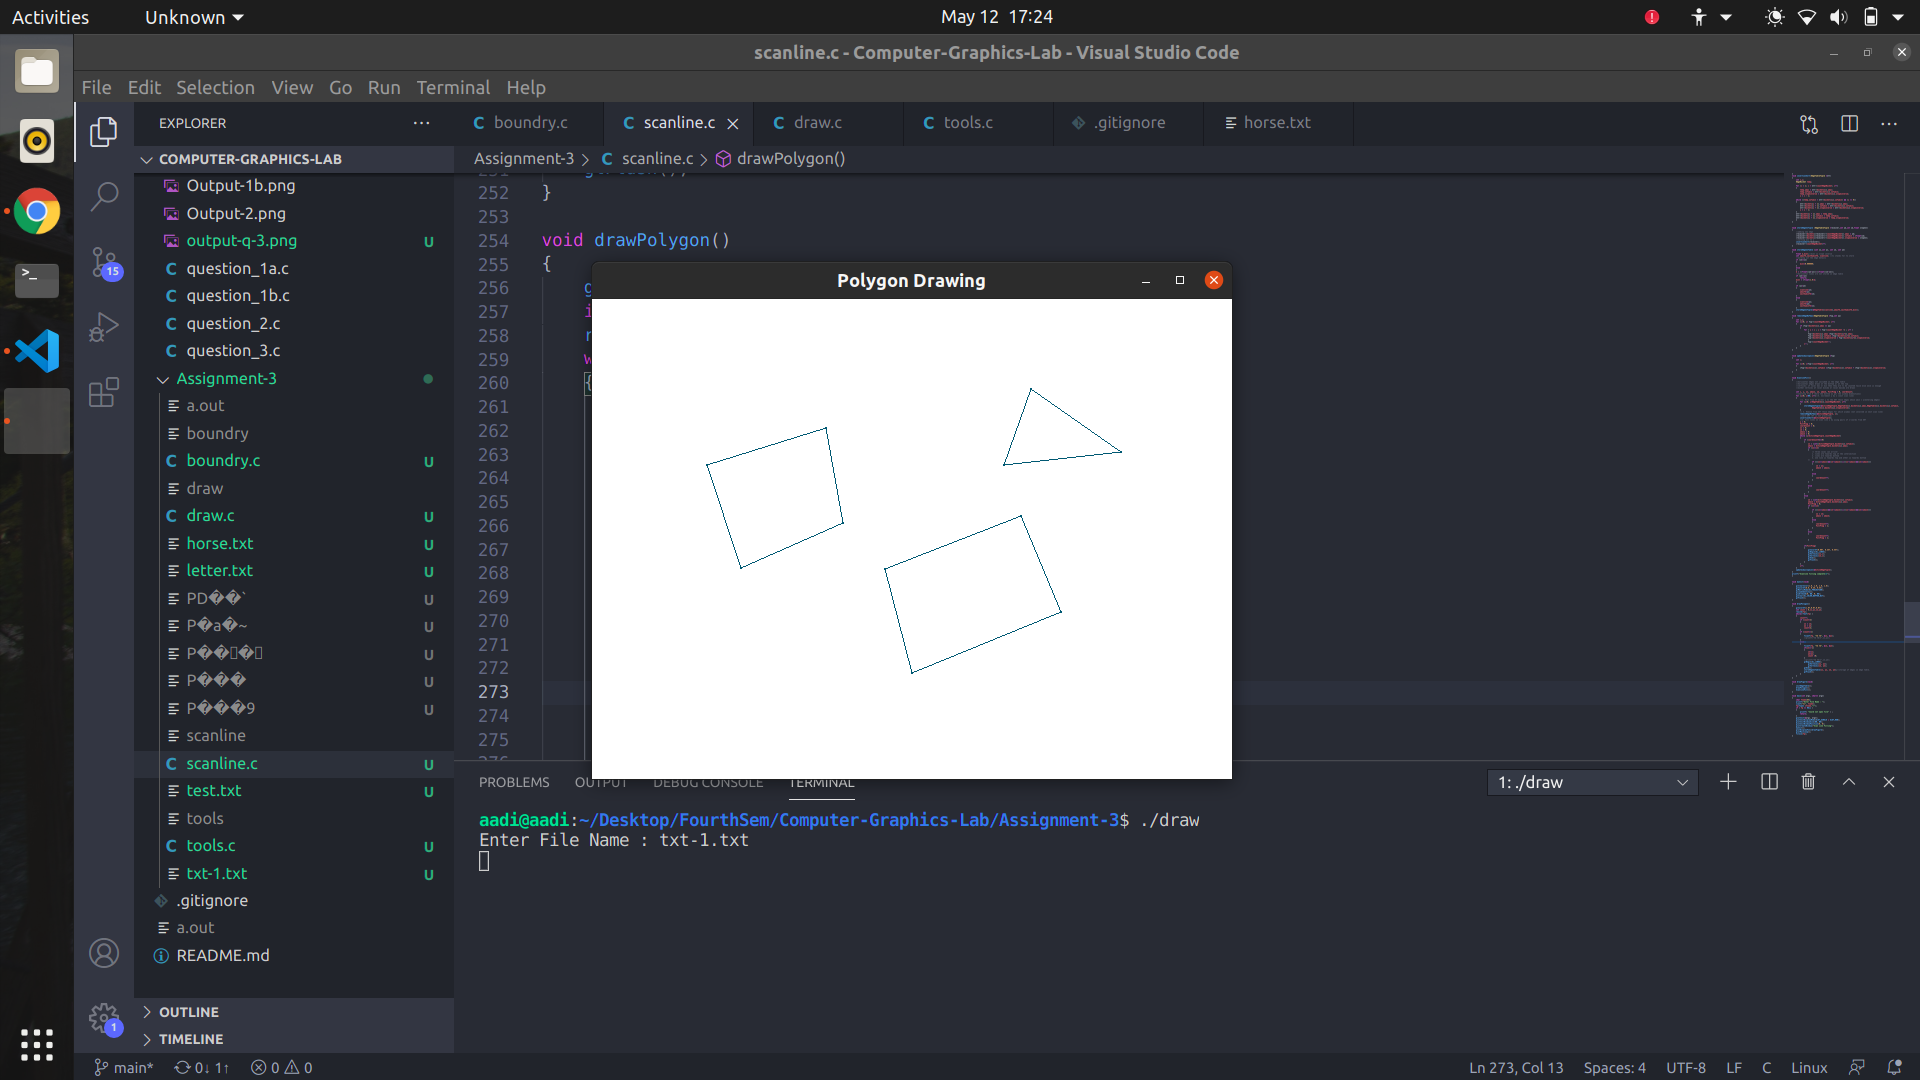 Activities
Unknown
May 12 17:24
scanline.c - Computer-Graphics-Lab - Visual Studio Code
File Edit Selection View Go Run Terminal Help
EXPLORER
boundry.c
scanline.c
draw.c
tools.c
.gitignore
horse.txt
COMPUTER-GRAPHICS-LAB
Assignment-3 > scanline.c > drawPolygon()
Output-1b.png
Output-2.png
output-q-3.png U
question_1a.c
question_1b.c
question_2.c
question_3.c
Assignment-3
a.out
boundry
boundry.c U
draw
draw.c U
horse.txt U
letter.txt U
PD��` U
P�a�~ U
P��▯�▯ U
P��� U
P���9 U
scanline
scanline.c U
test.txt U
tools
tools.c U
txt-1.txt U
.gitignore
a.out
README.md
OUTLINE
TIMELINE
15
1
252 }
253
254 void drawPolygon()
255 {
256
257
258
259
260 {
261
262
263
264
265
266
267
268
269
270
271
272
273
274
275
Polygon Drawing
PROBLEMS OUTPUT DEBUG CONSOLE TERMINAL
1: ./draw
aadi@aadi:~/Desktop/FourthSem/Computer-Graphics-Lab/Assignment-3$ ./draw
Enter File Name : txt-1.txt
main* 0↓ 1↑ 0 0
Ln 273, Col 13 Spaces: 4 UTF-8 LF C Linux